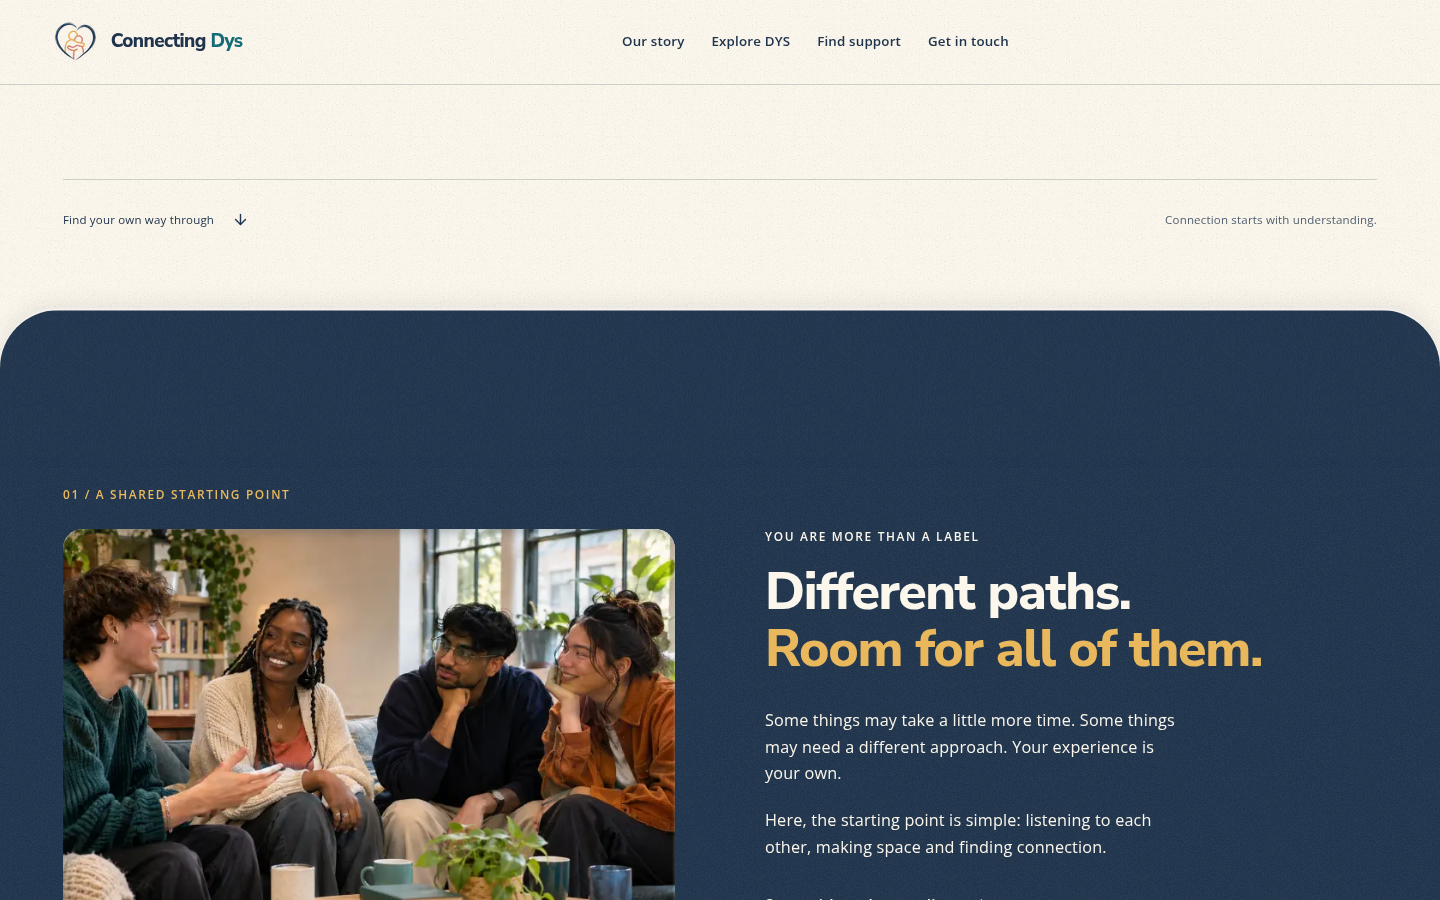 Connecting Dys
Our story
Explore DYS
Find support
Get in touch
Find your own way through
Connection starts with understanding.
01 / A SHARED STARTING POINT
YOU ARE MORE THAN A LABEL
Different paths.
Room for all of them.
Some things may take a little more time. Some things
may need a different approach. Your experience is
your own.
Here, the starting point is simple: listening to each
other, making space and finding connection.